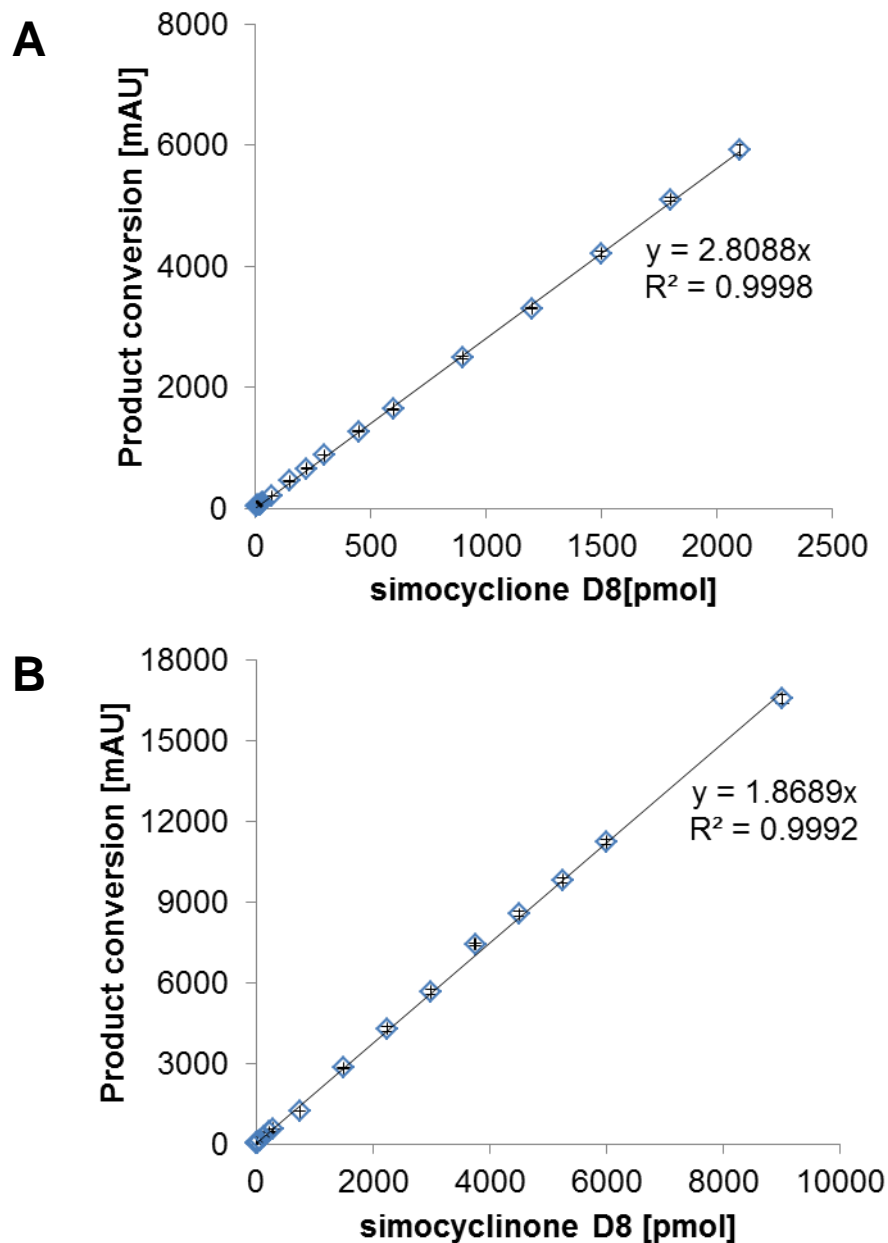 A
Product conversion [mAU]
8000
6000
4000
2000
0
y = 2.8088x
R² = 0.9998
0 500 1000 1500 2000 2500
simocyclione D8[pmol]
B
Product conversion [mAU]
18000
15000
12000
9000
6000
3000
0
y = 1.8689x
R² = 0.9992
0 2000 4000 6000 8000 10000
simocyclinone D8 [pmol]